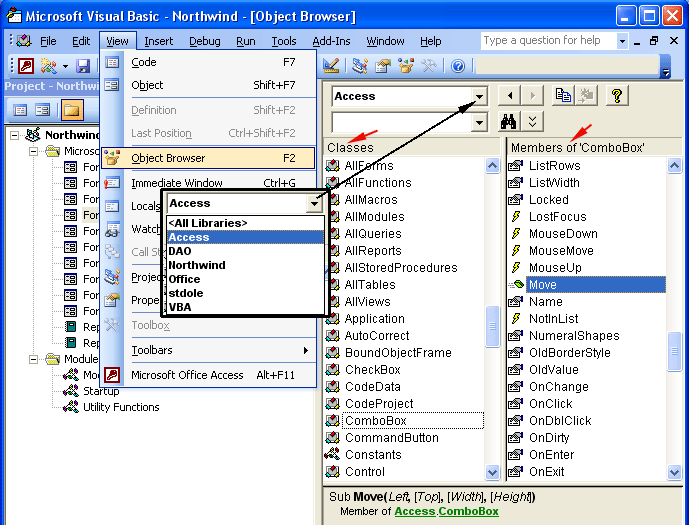 Microsoft Visual Basic - Northwind - [Object Browser]
File Edit View Insert Debug Run Tools Add-Ins Window Help
Type a question for help
Project - Northwind
Northwind
Microso
For
For
For
For
For
For
For
For
For
Rep
Rep
Module
Mo
Startup
Utility Functions
Code F7
Object Shift+F7
Definition Shift+F2
Last Position Ctrl+Shift+F2
Object Browser F2
Immediate Window Ctrl+G
Locals
Watc
Call St
Projec
Prope
Toolbox
Toolbars
Microsoft Office Access Alt+F11
Access
<All Libraries>
Access
DAO
Northwind
Office
stdole
VBA
Access
Classes
AllForms
AllFunctions
AllMacros
AllModules
AllQueries
AllReports
AllStoredProcedures
AllTables
AllViews
Application
AutoCorrect
BoundObjectFrame
CheckBox
CodeData
CodeProject
ComboBox
CommandButton
Constants
Control
Members of 'ComboBox'
ListRows
ListWidth
Locked
LostFocus
MouseDown
MouseMove
MouseUp
Move
Name
NotInList
NumeralShapes
OldBorderStyle
OldValue
OnChange
OnClick
OnDblClick
OnDirty
OnEnter
OnExit
Sub Move(Left, [Top], [Width], [Height])
Member of Access.ComboBox